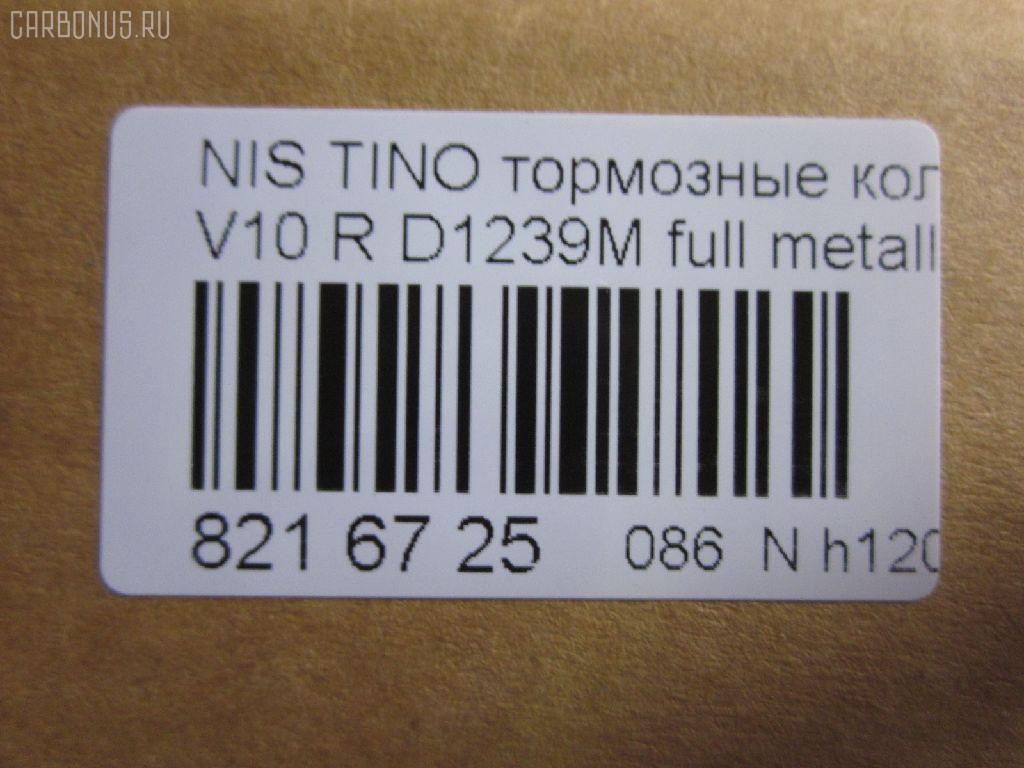 CARBONUS.RU
NIS TINO тормозные кол
V10 R D1239M full metall
821 67 25 086 N h120